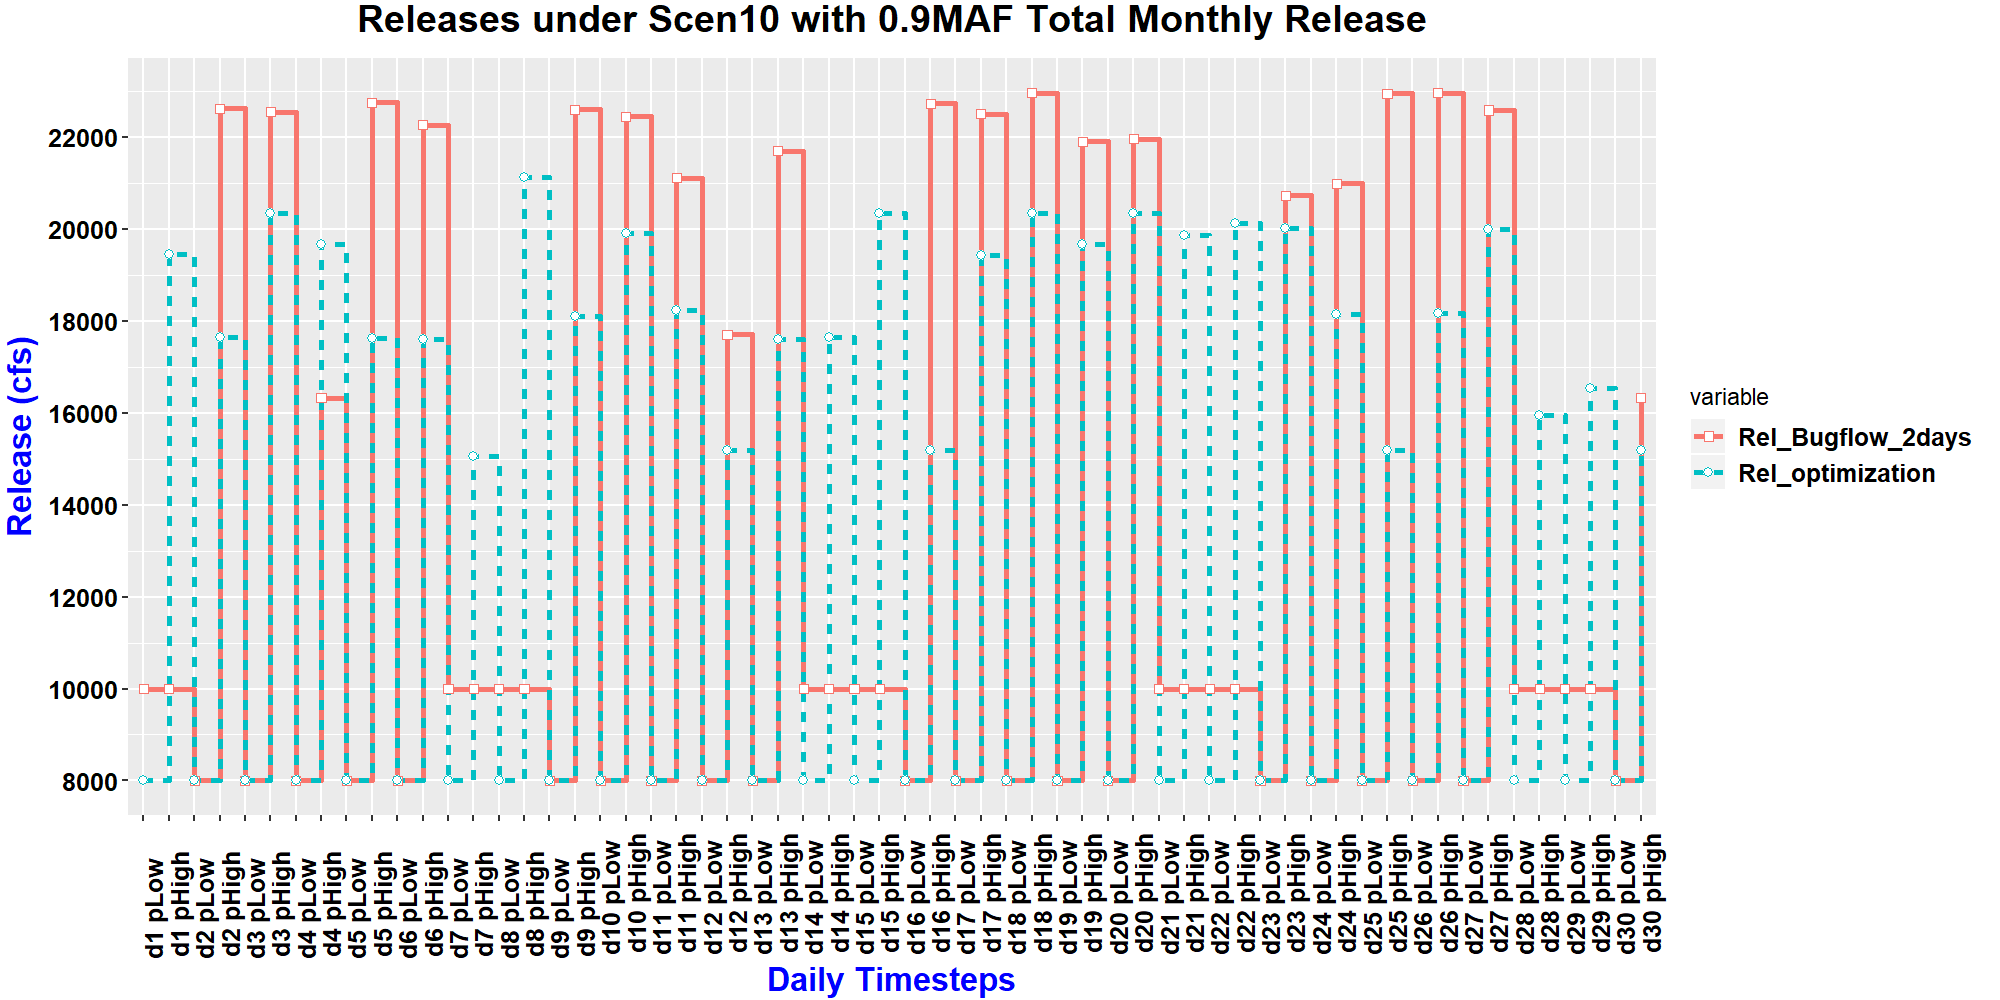 Releases under Scen10 with 0.9MAF Total Monthly Release
Release (cfs)
22000
20000
18000
16000
14000
12000
10000
8000
d1 pLow
d1 pHigh
d2 pLow
d2 pHigh
d3 pLow
d3 pHigh
d4 pLow
d4 pHigh
d5 pLow
d5 pHigh
d6 pLow
d6 pHigh
d7 pLow
d7 pHigh
d8 pLow
d8 pHigh
d9 pLow
d9 pHigh
d10 pLow
d10 pHigh
d11 pLow
d11 pHigh
d12 pLow
d12 pHigh
d13 pLow
d13 pHigh
d14 pLow
d14 pHigh
d15 pLow
d15 pHigh
d16 pLow
d16 pHigh
d17 pLow
d17 pHigh
d18 pLow
d18 pHigh
d19 pLow
d19 pHigh
d20 pLow
d20 pHigh
d21 pLow
d21 pHigh
d22 pLow
d22 pHigh
d23 pLow
d23 pHigh
d24 pLow
d24 pHigh
d25 pLow
d25 pHigh
d26 pLow
d26 pHigh
d27 pLow
d27 pHigh
d28 pLow
d28 pHigh
d29 pLow
d29 pHigh
d30 pLow
d30 pHigh
Daily Timesteps
variable
Rel_Bugflow_2days
Rel_optimization